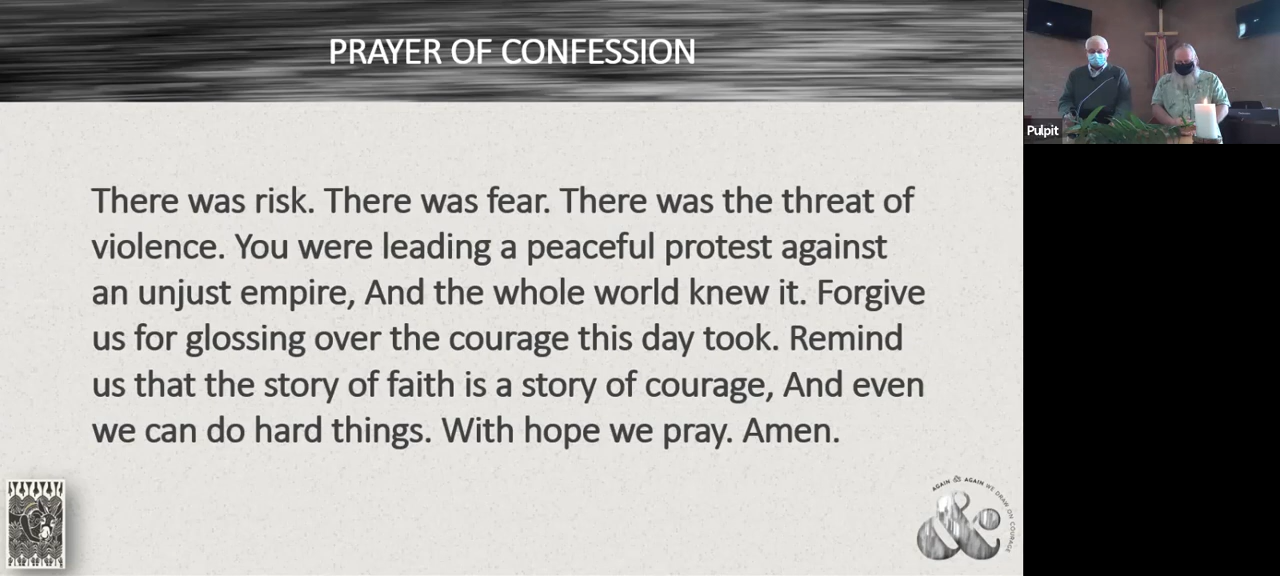 PRAYER OF CONFESSION
There was risk. There was fear. There was the threat of
violence. You were leading a peaceful protest against
an unjust empire, And the whole world knew it. Forgive
us for glossing over the courage this day took. Remind
us that the story of faith is a story of courage, And even
we can do hard things. With hope we pray. Amen.
AGAIN & AGAIN WE DRAW ON COURAGE
&
Pulpit